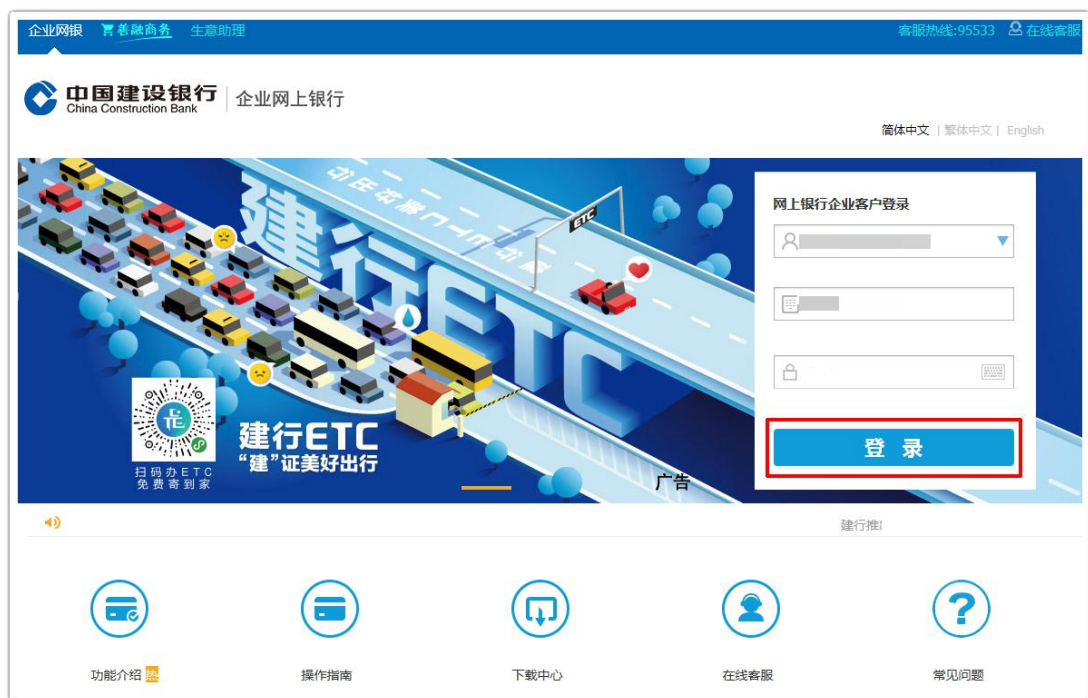 企业网银 善融商务 生意助理 客服热线:95533 在线客服
中国建设银行 企业网上银行
China Construction Bank
简体中文 | 繁体中文 | English
网上银行企业客户登录
ETC
建行ETC
登 录
建行ETC
“建”证美好出行
扫码办ETC
免费寄到家
广告
建行推
功能介绍 热 操作指南 下载中心 在线客服 常见问题